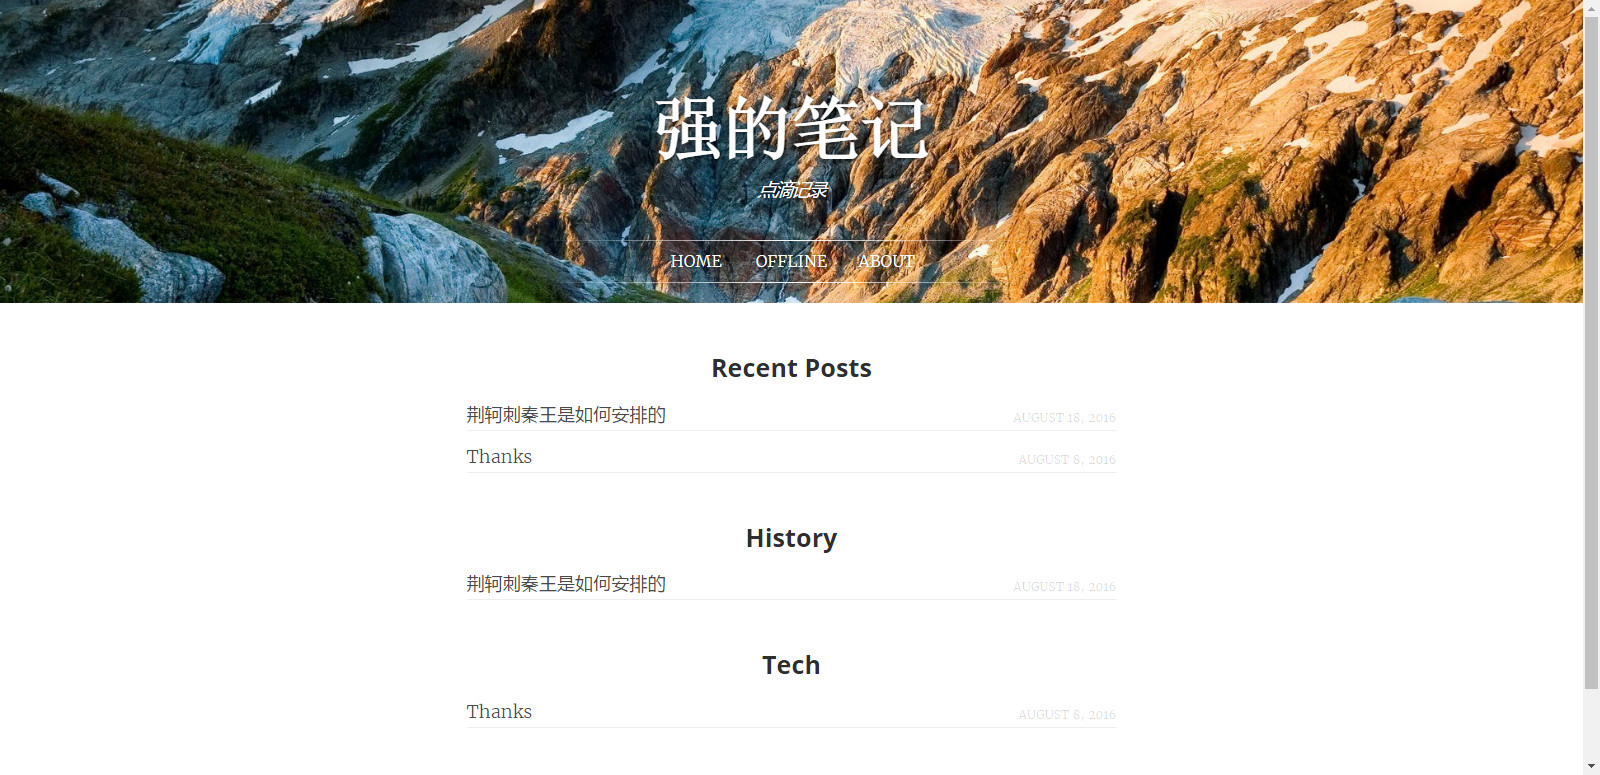 强的笔记
点滴记录
HOME OFFLINE ABOUT
Recent Posts
荆轲刺秦王是如何安排的 AUGUST 18, 2016
Thanks AUGUST 8, 2016
History
荆轲刺秦王是如何安排的 AUGUST 18, 2016
Tech
Thanks AUGUST 8, 2016